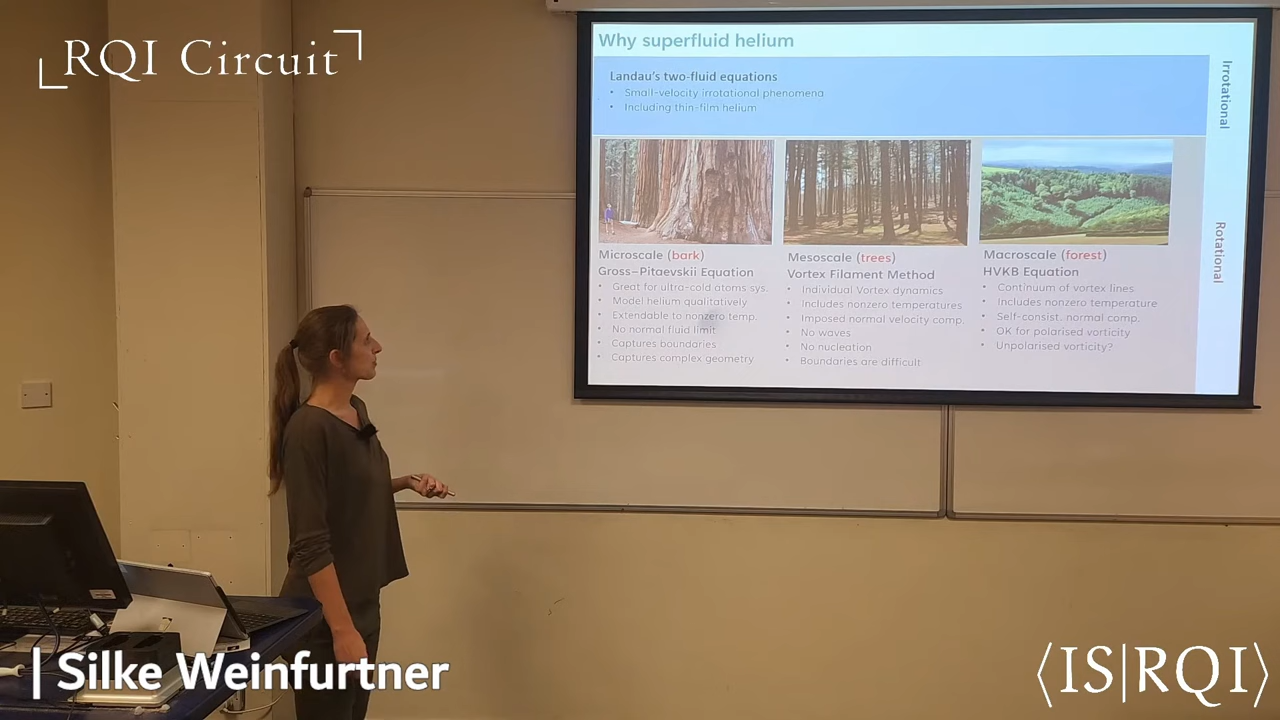 RQI Circuit
Why superfluid helium
Landau's two-fluid equations
• Small-velocity irrotational phenomena
• Including thin-film helium
Irrotational
Rotational
Microscale (bark)
Gross-Pitaevskii Equation
• Great for ultra-cold atoms sys.
• Model helium qualitatively
• Extendable to nonzero temp.
• No normal fluid limit
• Captures boundaries
• Captures complex geometry
Mesoscale (trees)
Vortex Filament Method
• Individual Vortex dynamics
• Includes nonzero temperatures
• Imposed normal velocity comp.
• No waves
• No nucleation
• Boundaries are difficult
Macroscale (forest)
HVKB Equation
• Continuum of vortex lines
• Includes nonzero temperature
• Self-consist. normal comp.
• OK for polarised vorticity
• Unpolarised vorticity?
| Silke Weinfurtner
⟨IS|RQI⟩